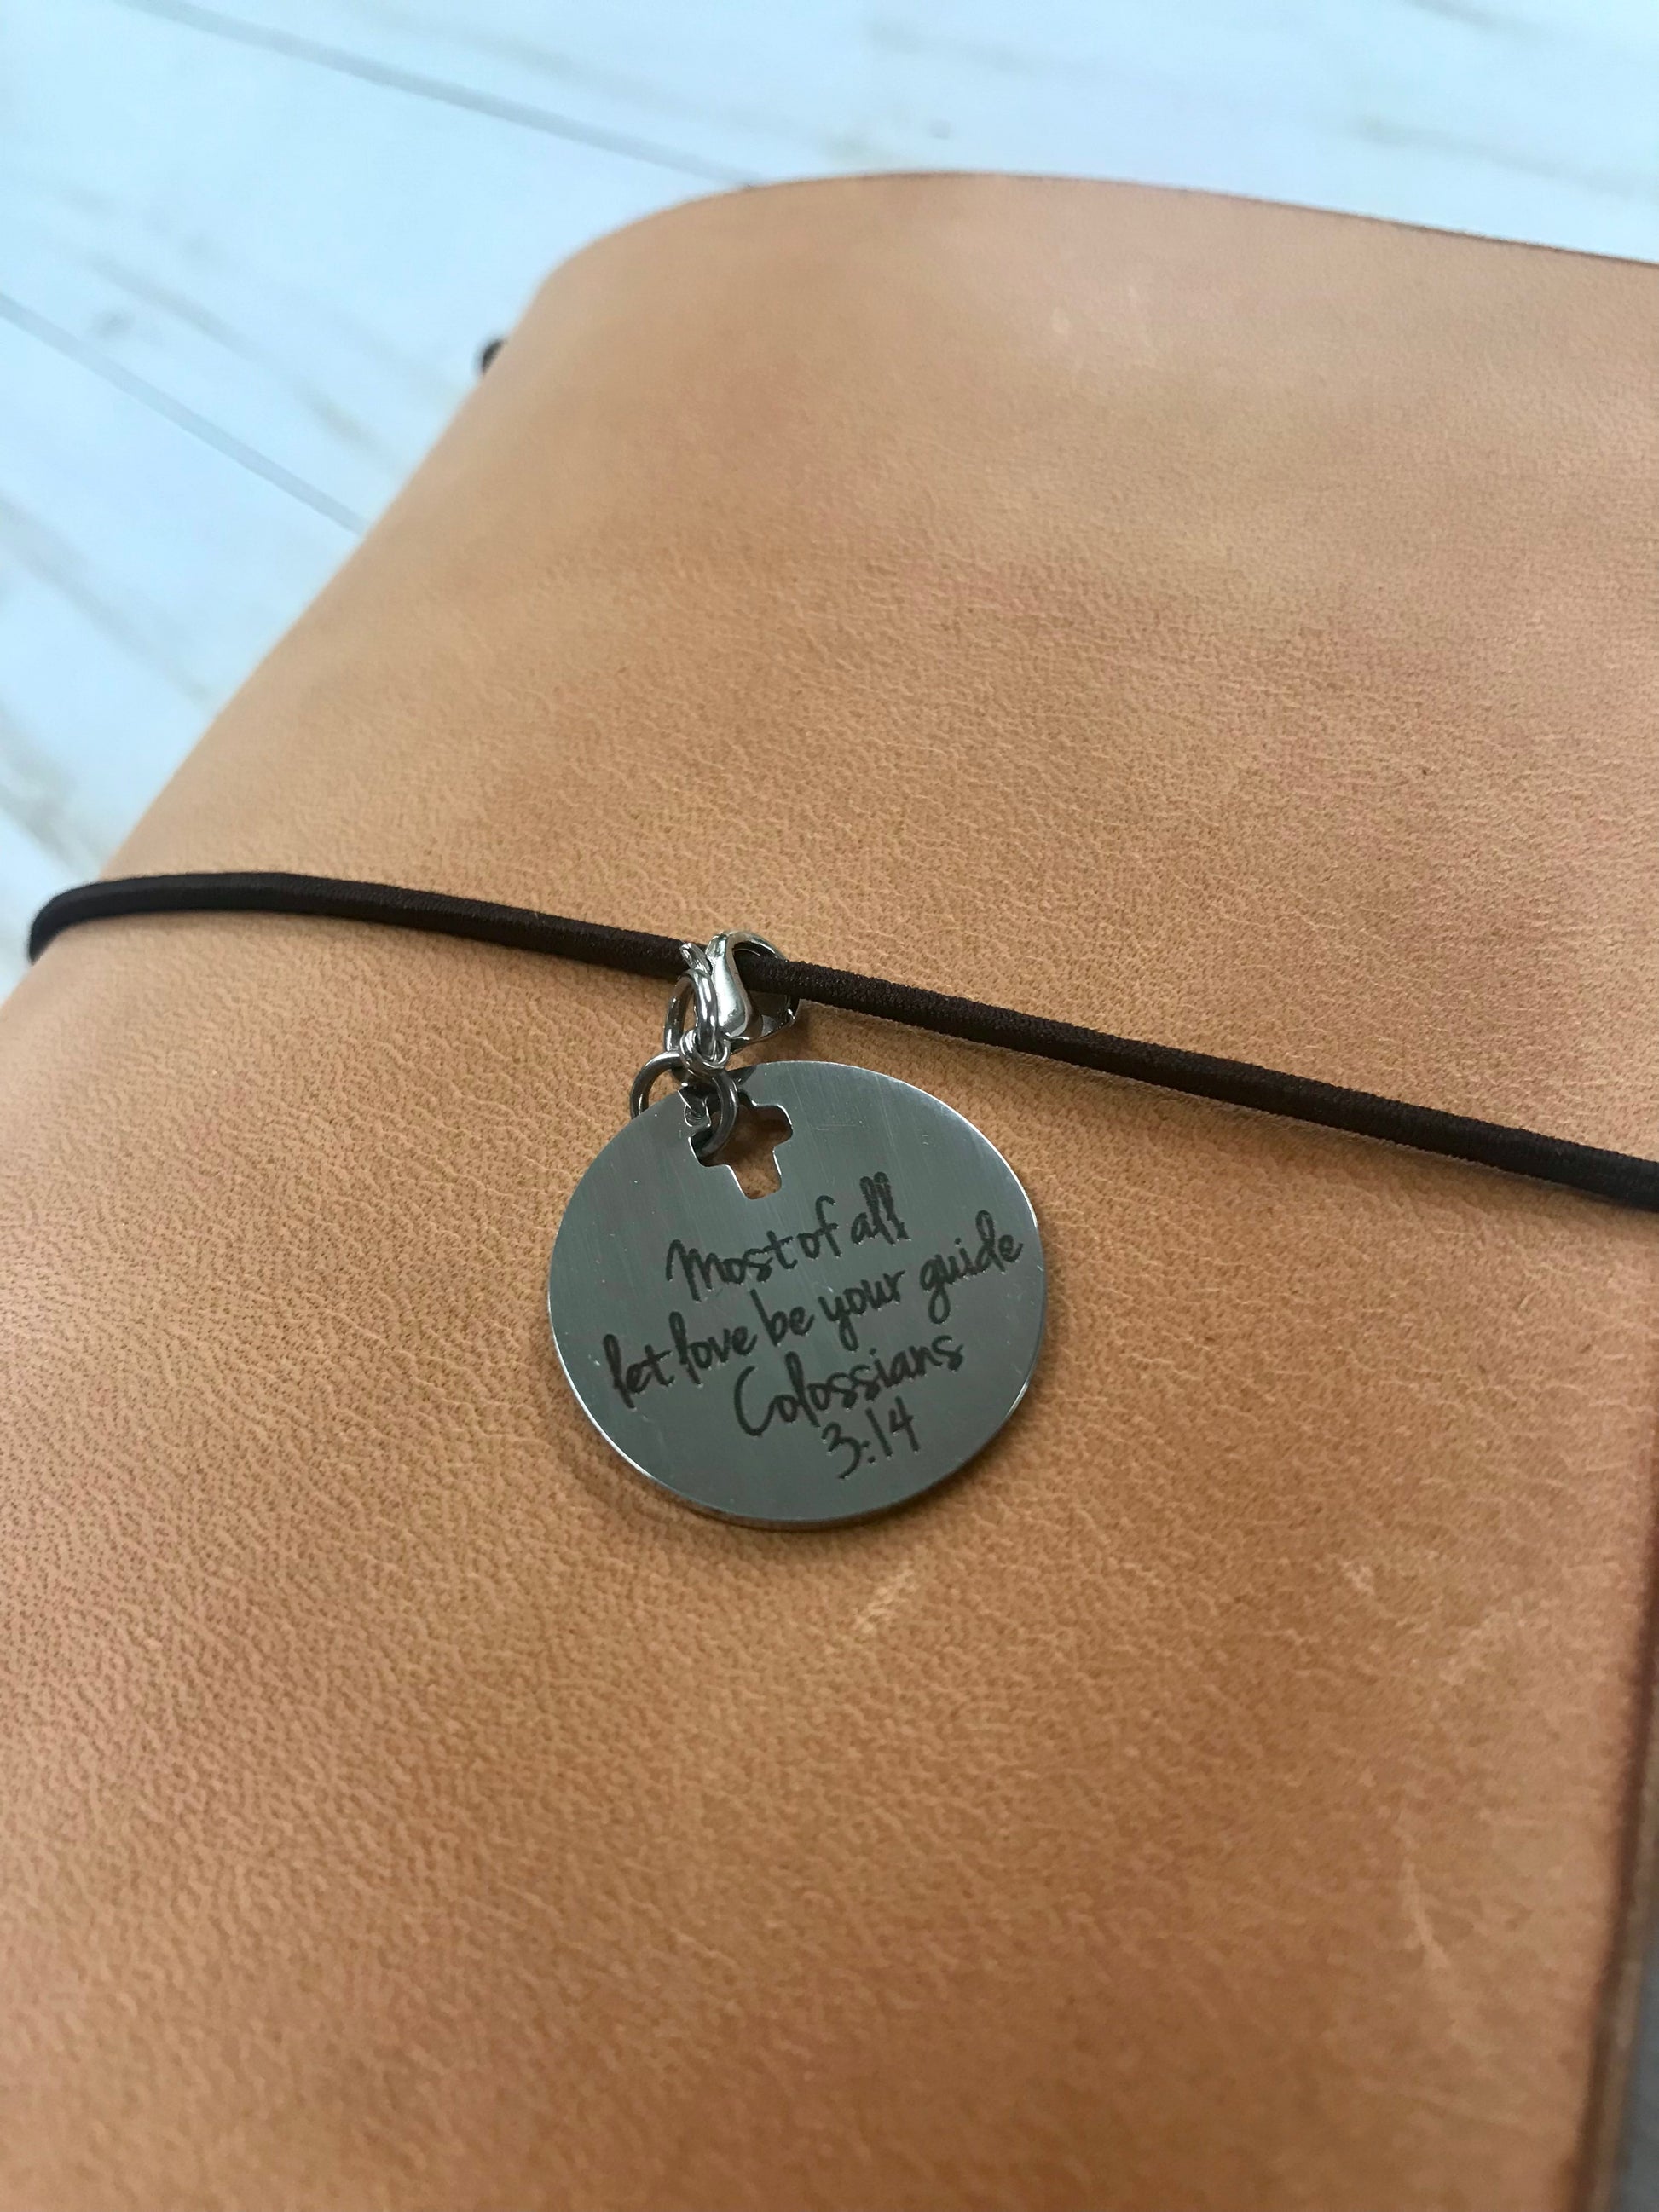 Most of all
let love be your guide
Colossians
3:14